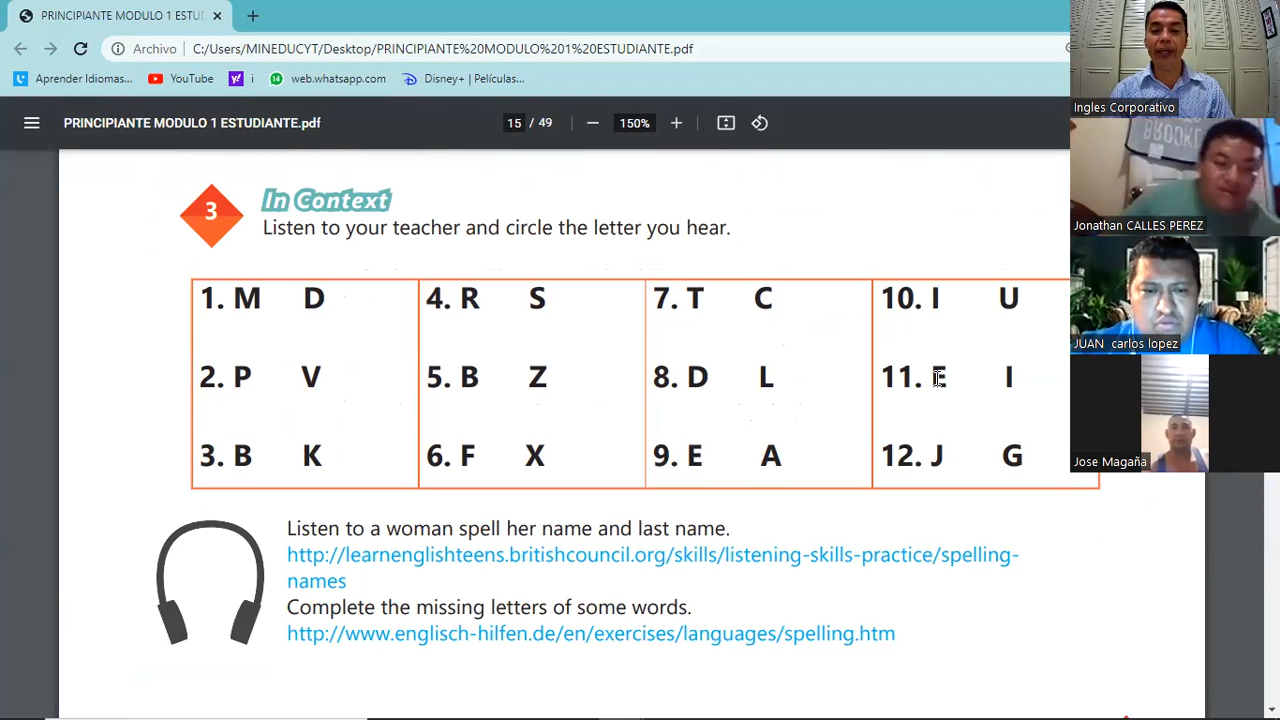 PRINCIPIANTE MODULO 1 ESTUD
Archivo
C:/Users/MINEDUCYT/Desktop/PRINCIPIANTE%20MODULO%201%20ESTUDIANTE.pdf
Aprender Idiomas...
YouTube
i
web.whatsapp.com
Disney+ | Películas,...
PRINCIPIANTE MODULO 1 ESTUDIANTE.pdf
15 / 49
150%
3
In Context
Listen to your teacher and circle the letter you hear.
1. M D
4. R S
7. T C
10. I U
2. P V
5. B Z
8. D L
11. E I
3. B K
6. F X
9. E A
12. J G
Listen to a woman spell her name and last name.
http://learnenglishteens.britishcouncil.org/skills/listening-skills-practice/spelling-
names
Complete the missing letters of some words.
http://www.englisch-hilfen.de/en/exercises/languages/spelling.htm
Ingles Corporativo
BROOKL
Jonathan CALLES PEREZ
JUAN carlos lopez
Jose Magaña